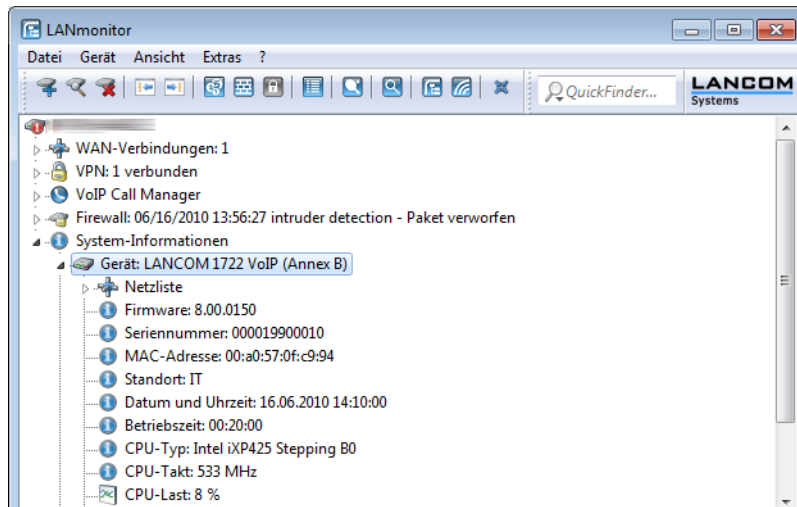 LANmonitor
Datei Gerät Ansicht Extras ?
QuickFinder...
LANCOM
Systems
WAN-Verbindungen: 1
VPN: 1 verbunden
VoIP Call Manager
Firewall: 06/16/2010 13:56:27 intruder detection - Paket verworfen
System-Informationen
Gerät: LANCOM 1722 VoIP (Annex B)
Netzliste
Firmware: 8.00.0150
Seriennummer: 000019900010
MAC-Adresse: 00:a0:57:0f:c9:94
Standort: IT
Datum und Uhrzeit: 16.06.2010 14:10:00
Betriebszeit: 00:20:00
CPU-Typ: Intel iXP425 Stepping B0
CPU-Takt: 533 MHz
CPU-Last: 8 %